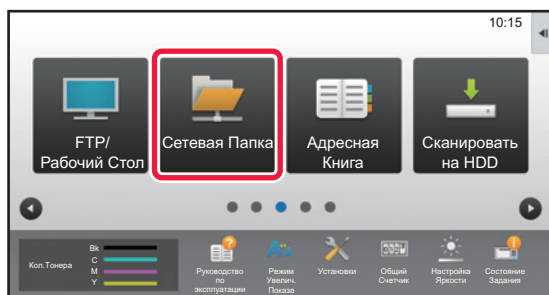 10:15
FTP/
Рабочий Стол
Сетевая Папка
Адресная
Книга
Сканировать
на HDD
Кол.Тонера
Bk
C
M
Y
Руководство
по
эксплуатации
Режим
Увелич.
Показа
Установки
Общий
Счетчик
Настройка
Яркости
Состояние
Задания